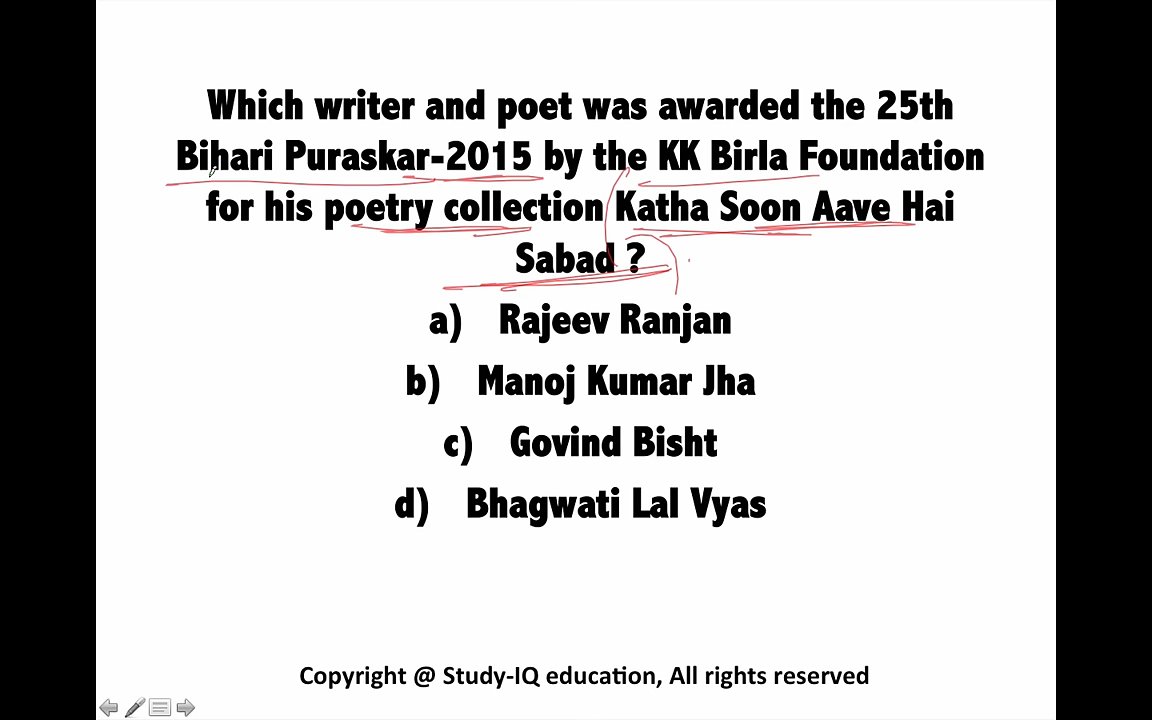 Which writer and poet was awarded the 25th
Bihari Puraskar-2015 by the KK Birla Foundation
for his poetry collection Katha Soon Aave Hai
Sabad ?
a) Rajeev Ranjan
b) Manoj Kumar Jha
c) Govind Bisht
d) Bhagwati Lal Vyas
Copyright @ Study-IQ education, All rights reserved